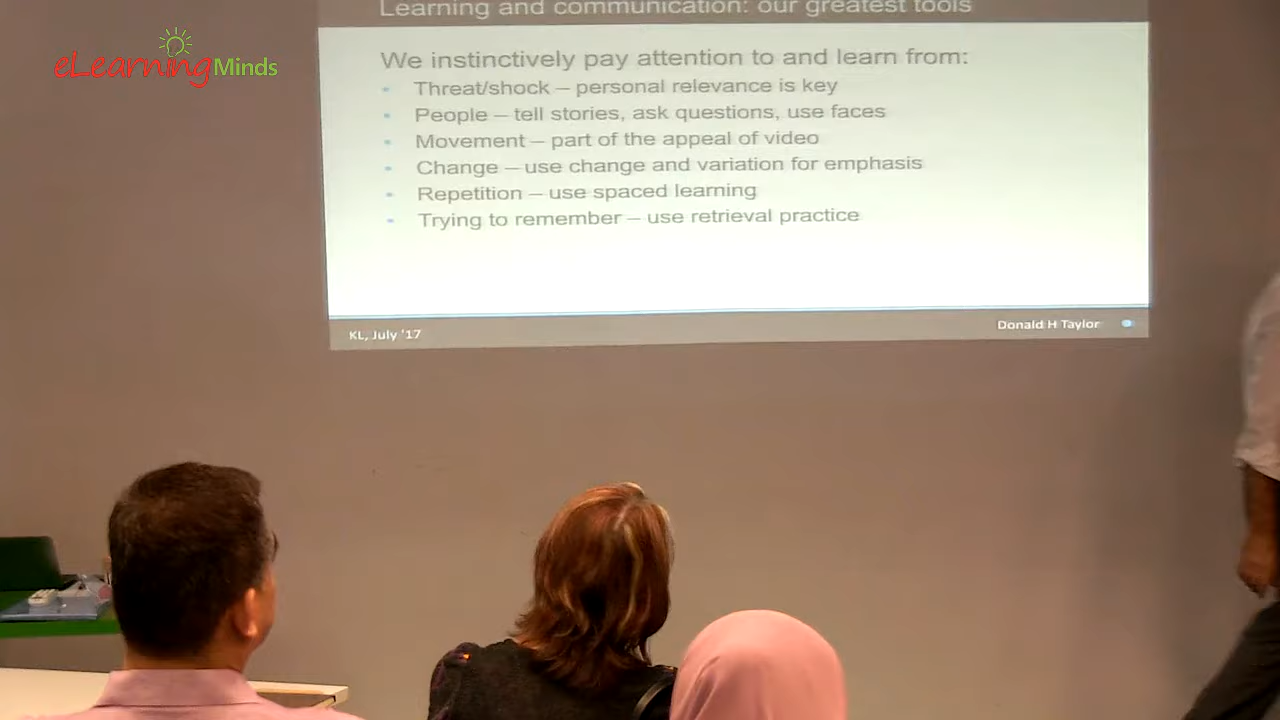 Learning and communication: our greatest tools
eLearningMinds
We instinctively pay attention to and learn from:
• Threat/shock – personal relevance is key
• People – tell stories, ask questions, use faces
• Movement – part of the appeal of video
• Change – use change and variation for emphasis
• Repetition – use spaced learning
• Trying to remember – use retrieval practice
KL, July '17
Donald H Taylor